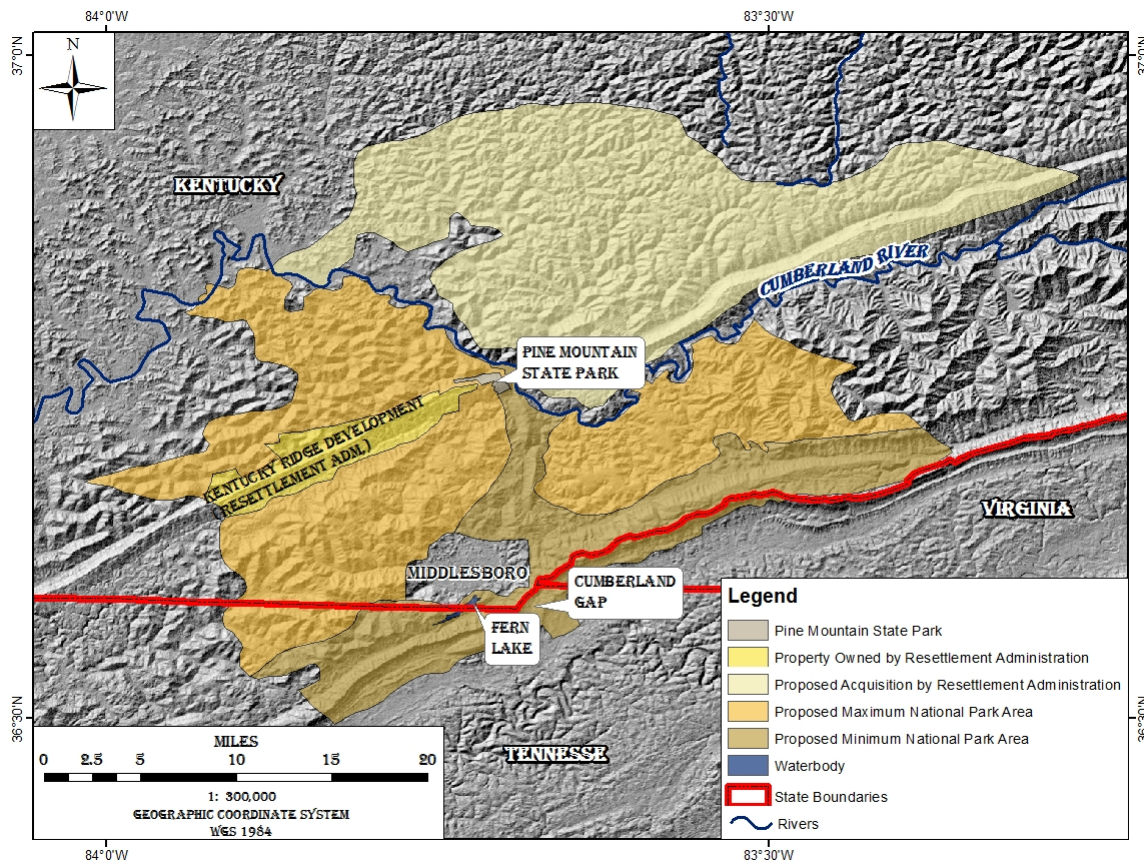 84°0'W
83°30'W
37°0'N
37°0'N
N
KENTUCKY
CUMBERLAND RIVER
PINE MOUNTAIN
STATE PARK
KENTUCKY RIDGE DEVELOPMENT
(RESETTLEMENT ADM.)
VIRGINIA
MIDDLESBORO
CUMBERLAND
GAP
FERN
LAKE
TENNESSE
36°30'N
36°30'N
MILES
0 2.5 5 10 15 20
1: 300,000
GEOGRAPHIC COORDINATE SYSTEM
WGS 1984
Legend
Pine Mountain State Park
Property Owned by Resettlement Administration
Proposed Acquisition by Resettlement Administration
Proposed Maximum National Park Area
Proposed Minimum National Park Area
Waterbody
State Boundaries
Rivers
84°0'W
83°30'W